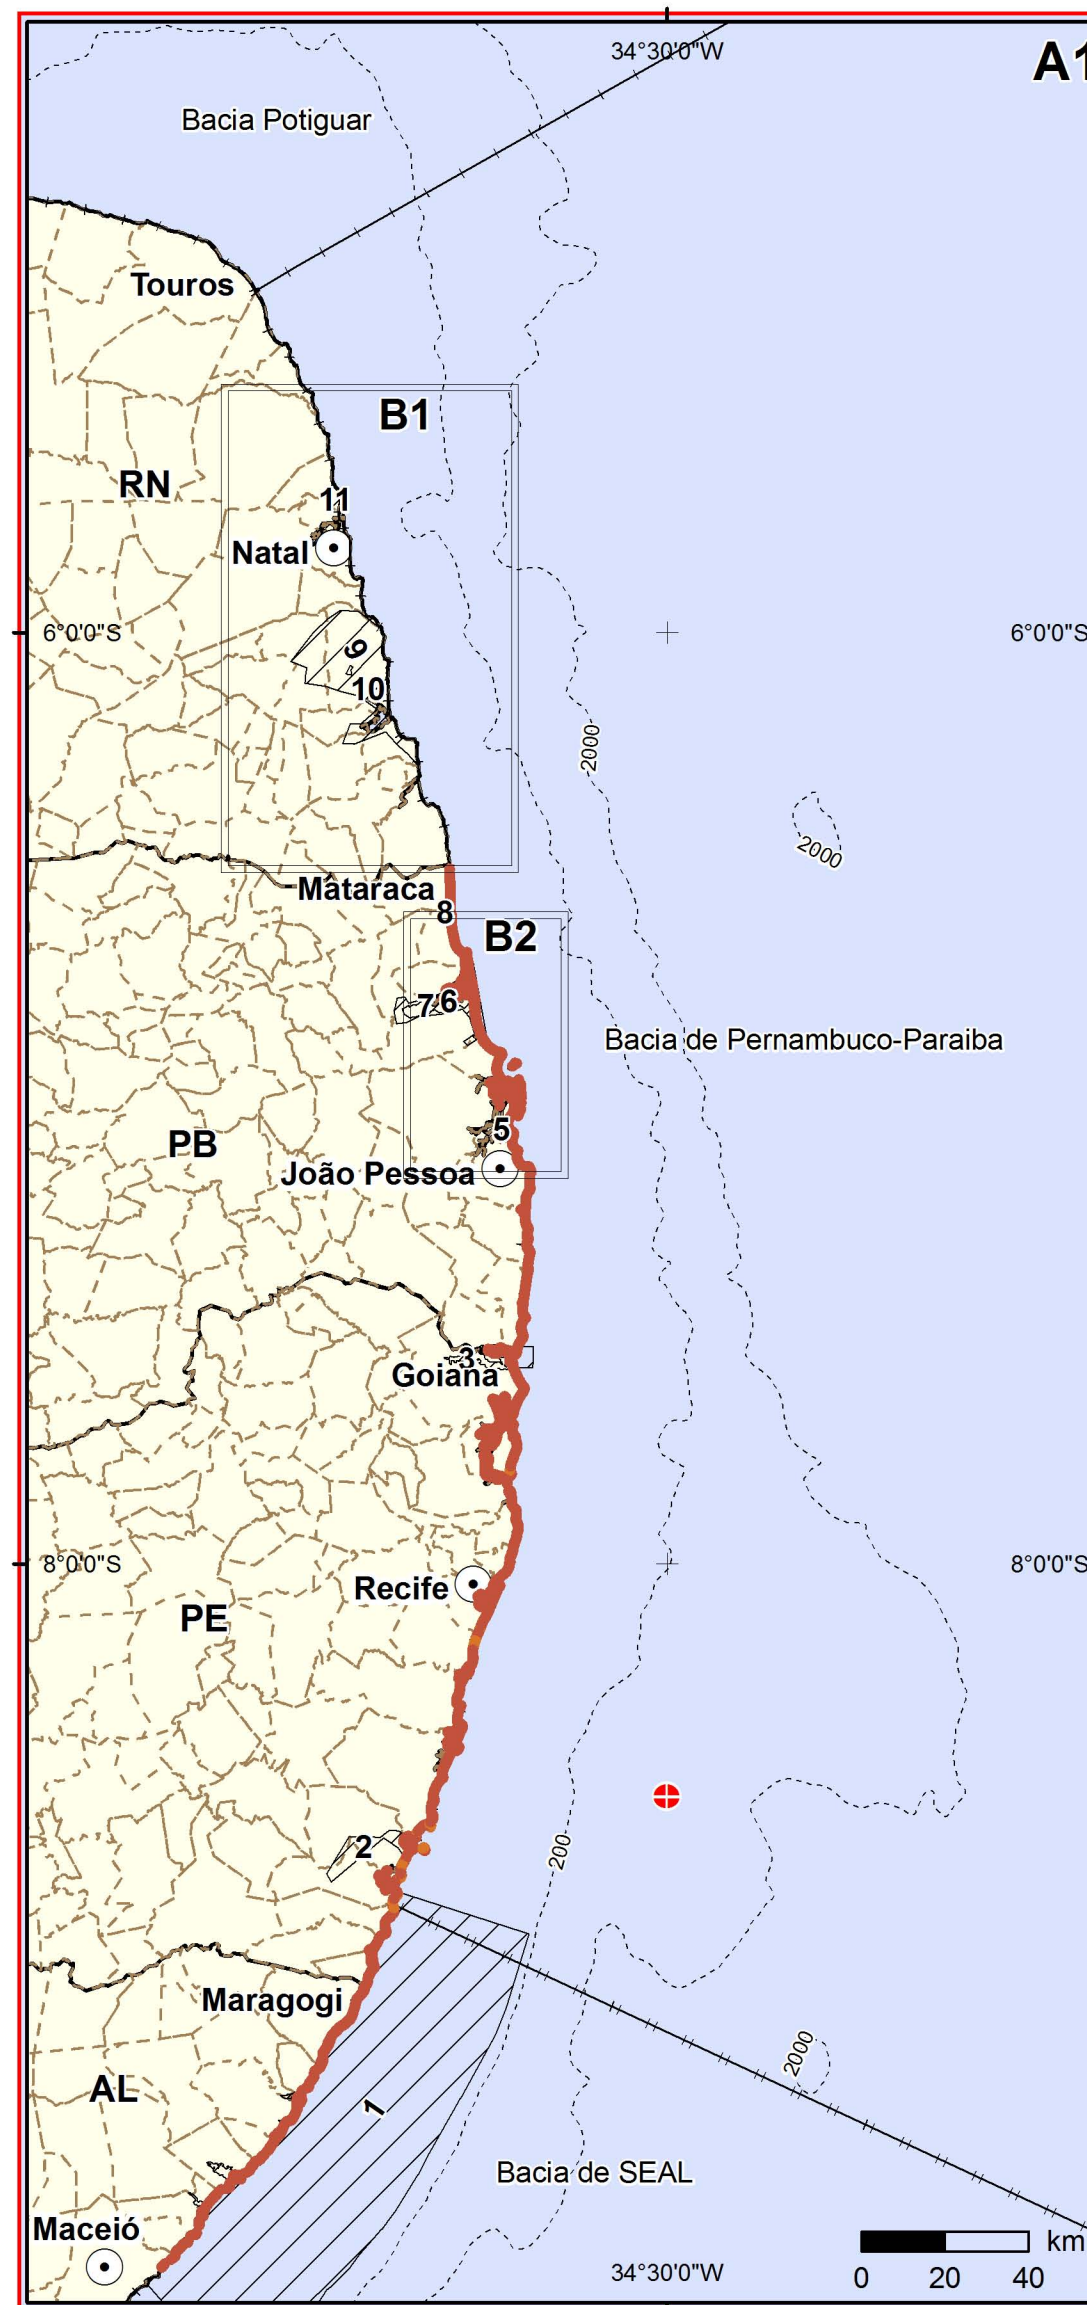 34°30'0"W
A1
Bacia Potiguar
Touros
B1
RN
11
Natal
6°0'0"S
6°0'0"S
9
10
2000
2000
Mataraca
8
B2
7
6
Bacia de Pernambuco-Paraiba
5
PB
João Pessoa
3
Goiana
8°0'0"S
8°0'0"S
Recife
PE
2
200
Maragogi
2000
AL
1
Bacia de SEAL
Maceió
km
34°30'0"W
0 20 40